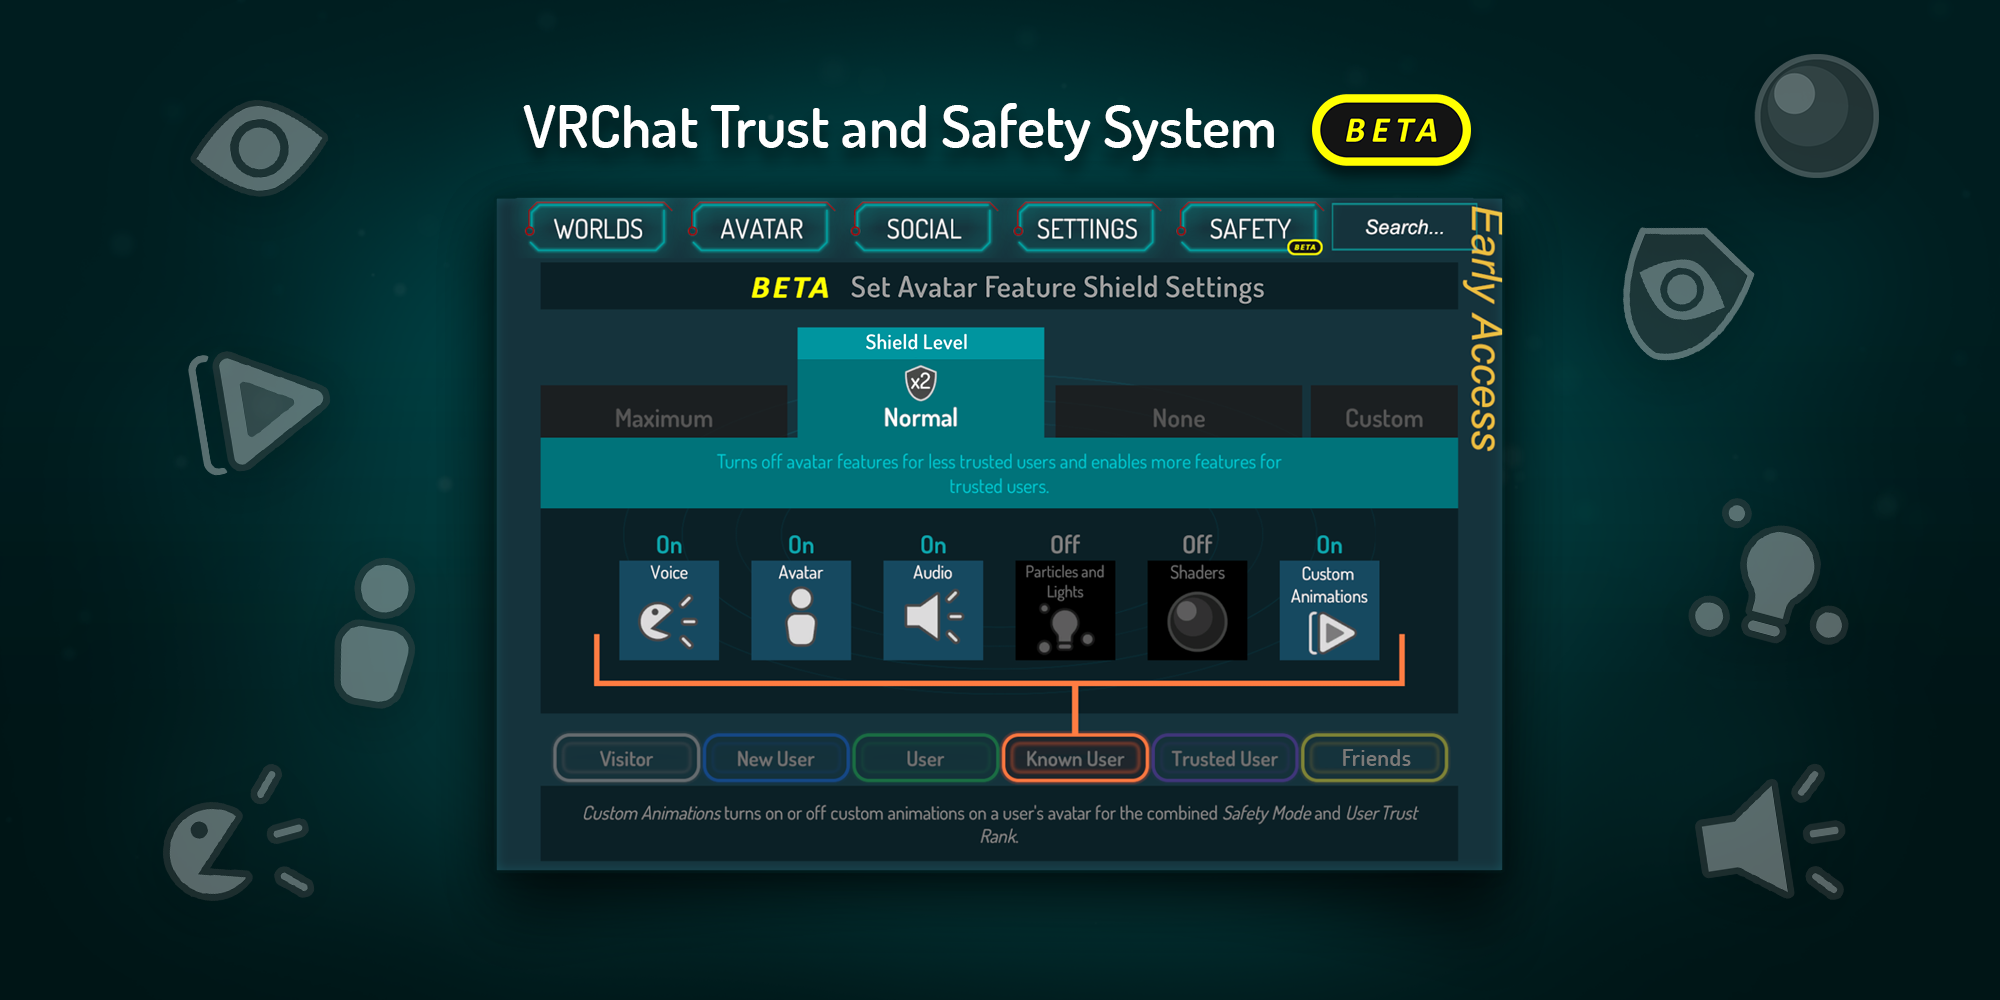 VRChat Trust and Safety System BETA
WORLDS AVATAR SOCIAL SETTINGS SAFETY Search...
BETA
Early Access
BETA Set Avatar Feature Shield Settings
Shield Level
x2
Maximum Normal None Custom
Turns off avatar features for less trusted users and enables more features for
trusted users.
On On On Off Off On
Voice Avatar Audio Particles and Lights Shaders Custom Animations
Visitor New User User Known User Trusted User Friends
Custom Animations turns on or off custom animations on a user's avatar for the combined Safety Mode and User Trust
Rank.